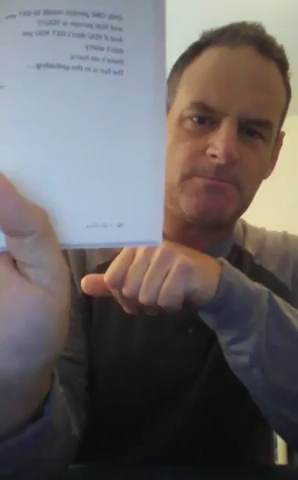 Only ONE person needs to GET you
and that person is YOU!!!
And if YOU don't GET YOU yet
don't worry
there's no hurry
The fun is in the unfolding...